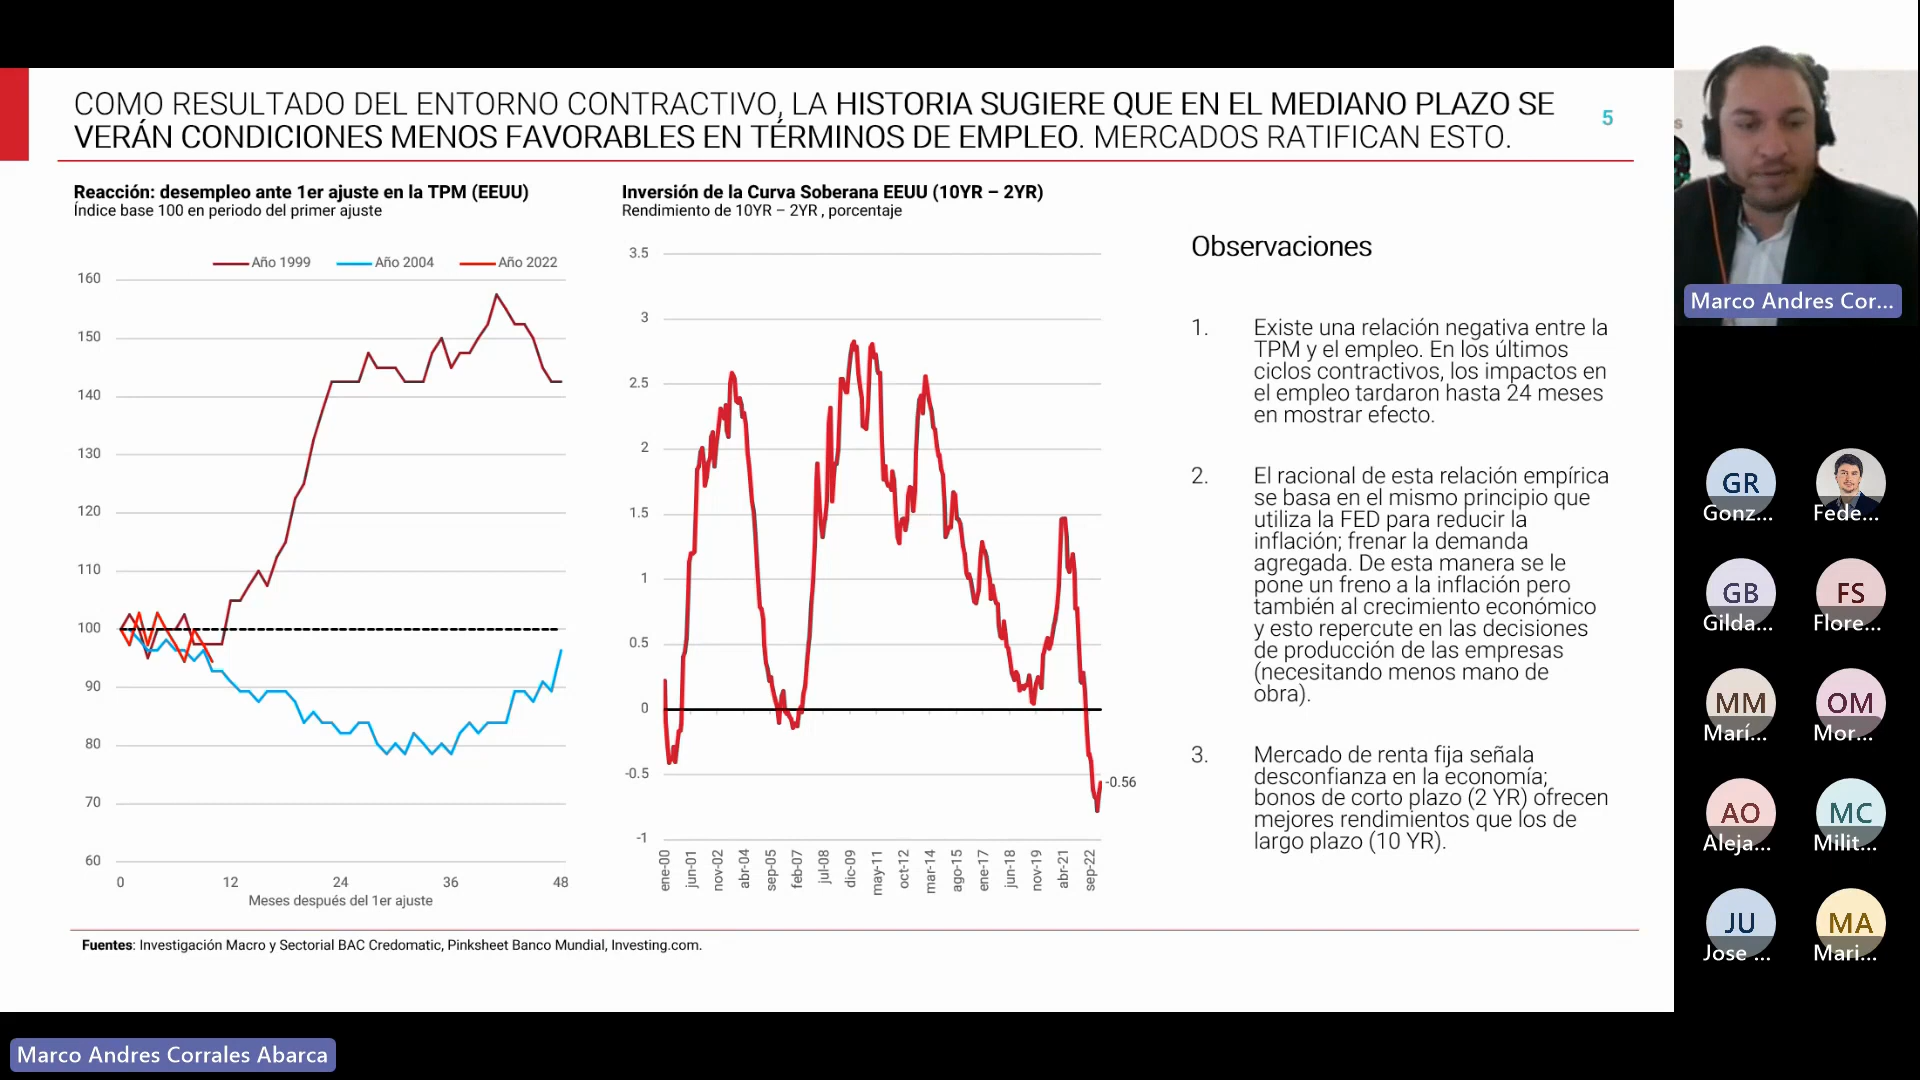 COMO RESULTADO DEL ENTORNO CONTRACTIVO, LA HISTORIA SUGIERE QUE EN EL MEDIANO PLAZO SE
VERÁN CONDICIONES MENOS FAVORABLES EN TÉRMINOS DE EMPLEO. MERCADOS RATIFICAN ESTO.
5
Reacción: desempleo ante 1er ajuste en la TPM (EEUU)
Índice base 100 en periodo del primer ajuste
Año 1999 Año 2004 Año 2022
160
150
140
130
120
110
100
90
80
70
60
0 12 24 36 48
Meses después del 1er ajuste
Inversión de la Curva Soberana EEUU (10YR – 2YR)
Rendimiento de 10YR – 2YR , porcentaje
3.5
3
2.5
2
1.5
1
0.5
0
-0.5
-1
-0.56
ene-00 jun-01 nov-02 abr-04 sep-05 feb-07 jul-08 dic-09 may-11 oct-12 mar-14 ago-15 ene-17 jun-18 nov-19 abr-21 sep-22
Observaciones
1. Existe una relación negativa entre la
TPM y el empleo. En los últimos
ciclos contractivos, los impactos en
el empleo tardaron hasta 24 meses
en mostrar efecto.
2. El racional de esta relación empírica
se basa en el mismo principio que
utiliza la FED para reducir la
inflación; frenar la demanda
agregada. De esta manera se le
pone un freno a la inflación pero
también al crecimiento económico
y esto repercute en las decisiones
de producción de las empresas
(necesitando menos mano de
obra).
3. Mercado de renta fija señala
desconfianza en la economía;
bonos de corto plazo (2 YR) ofrecen
mejores rendimientos que los de
largo plazo (10 YR).
Fuentes: Investigación Macro y Sectorial BAC Credomatic, Pinksheet Banco Mundial, Investing.com.
Marco Andres Cor...
GR
Gonz... Fede...
GB FS
Gilda... Flore...
MM OM
Marí... Mor...
AO MC
Aleja... Milit...
JU MA
Jose ... Mari...
Marco Andres Corrales Abarca